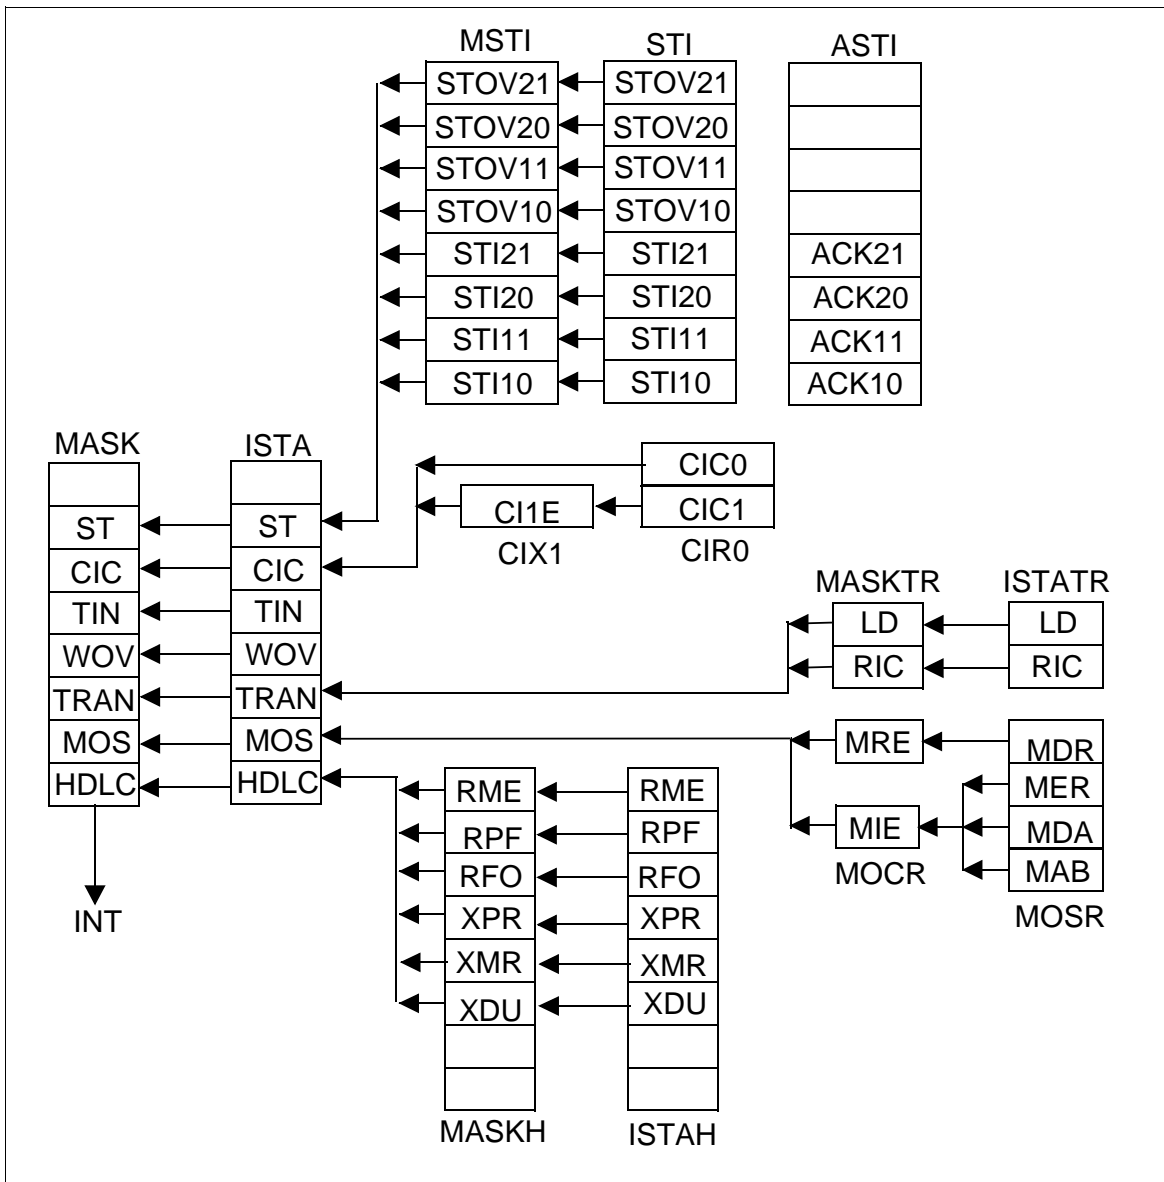 MSTI STI ASTI
STOV21 STOV21
STOV20 STOV20
STOV11 STOV11
STOV10 STOV10
STI21 STI21 ACK21
STI20 STI20 ACK20
STI11 STI11 ACK11
STI10 STI10 ACK10
MASK ISTA
CIC0
CI1E CIC1
CIX1 CIR0
ST ST
CIC CIC
TIN TIN
WOV WOV
TRAN TRAN
MOS MOS
HDLC HDLC
INT
MASKTR ISTATR
LD LD
RIC RIC
MRE MDR
MER
MIE MDA
MAB
MOCR
MOSR
RME RME
RPF RPF
RFO RFO
XPR XPR
XMR XMR
XDU XDU
MASKH ISTAH